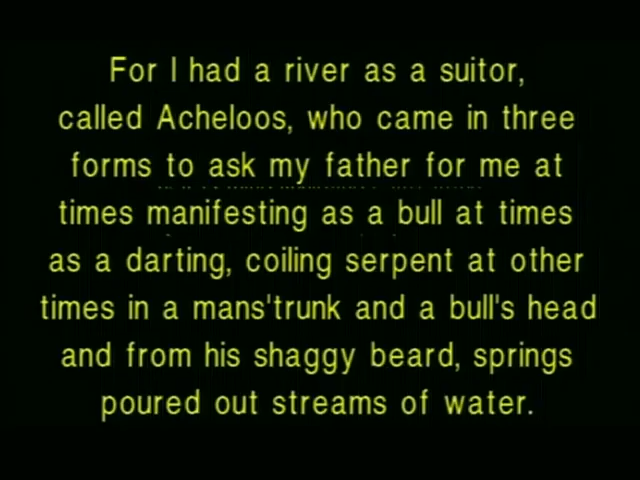 For I had a river as a suitor,
called Acheloos, who came in three
forms to ask my father for me at
times manifesting as a bull at times
as a darting, coiling serpent at other
times in a mans'trunk and a bull's head
and from his shaggy beard, springs
poured out streams of water.